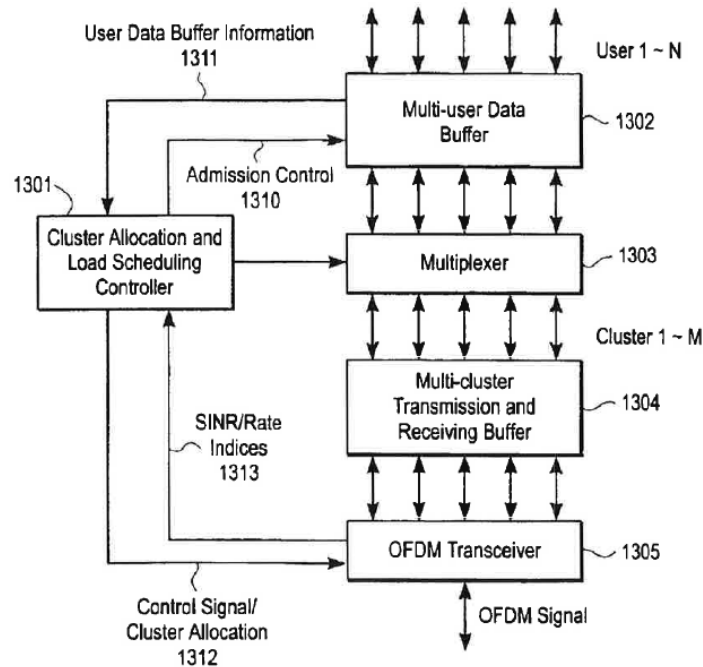 User Data Buffer Information
1311
User 1 ~ N
Multi-user Data
Buffer
1302
1301
Admission Control
1310
Cluster Allocation and
Load Scheduling
Controller
Multiplexer
1303
Cluster 1 ~ M
Multi-cluster
Transmission and
Receiving Buffer
1304
SINR/Rate
Indices
1313
OFDM Transceiver
1305
Control Signal/
Cluster Allocation
1312
OFDM Signal